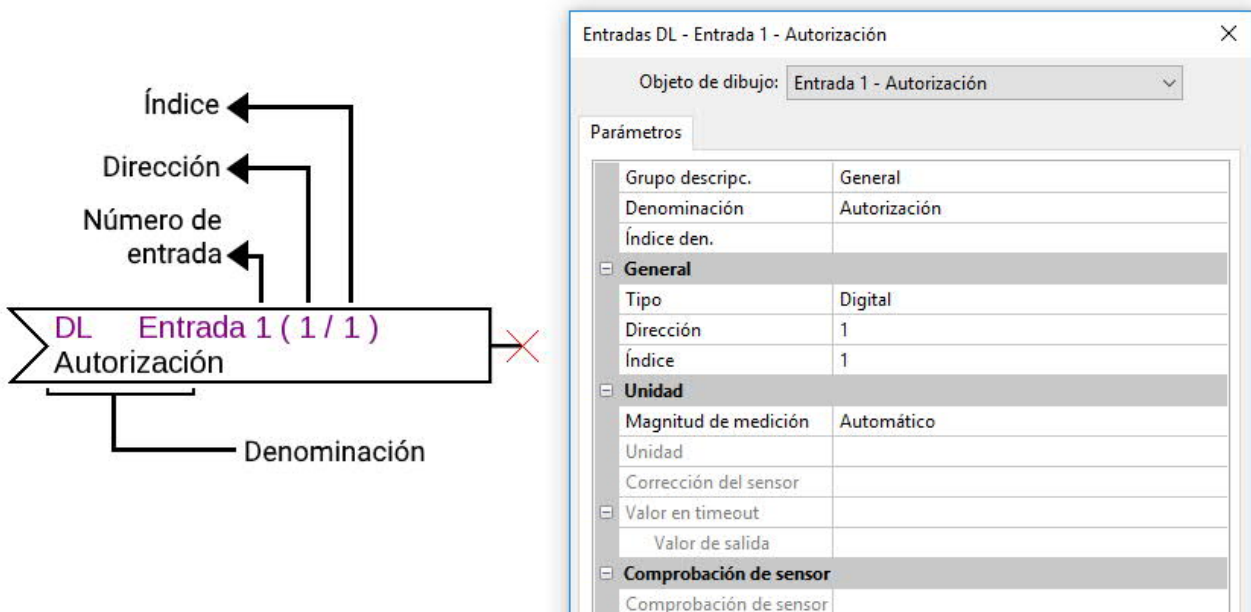 Índice
Dirección
Número de
entrada
DL Entrada 1 ( 1 / 1 )
Autorización
Denominación
Entradas DL - Entrada 1 - Autorización
Objeto de dibujo: Entrada 1 - Autorización
Parámetros
Grupo descripc. General
Denominación Autorización
Índice den.
General
Tipo Digital
Dirección 1
Índice 1
Unidad
Magnitud de medición Automático
Unidad
Corrección del sensor
Valor en timeout
Valor de salida
Comprobación de sensor
Comprobación de sensor